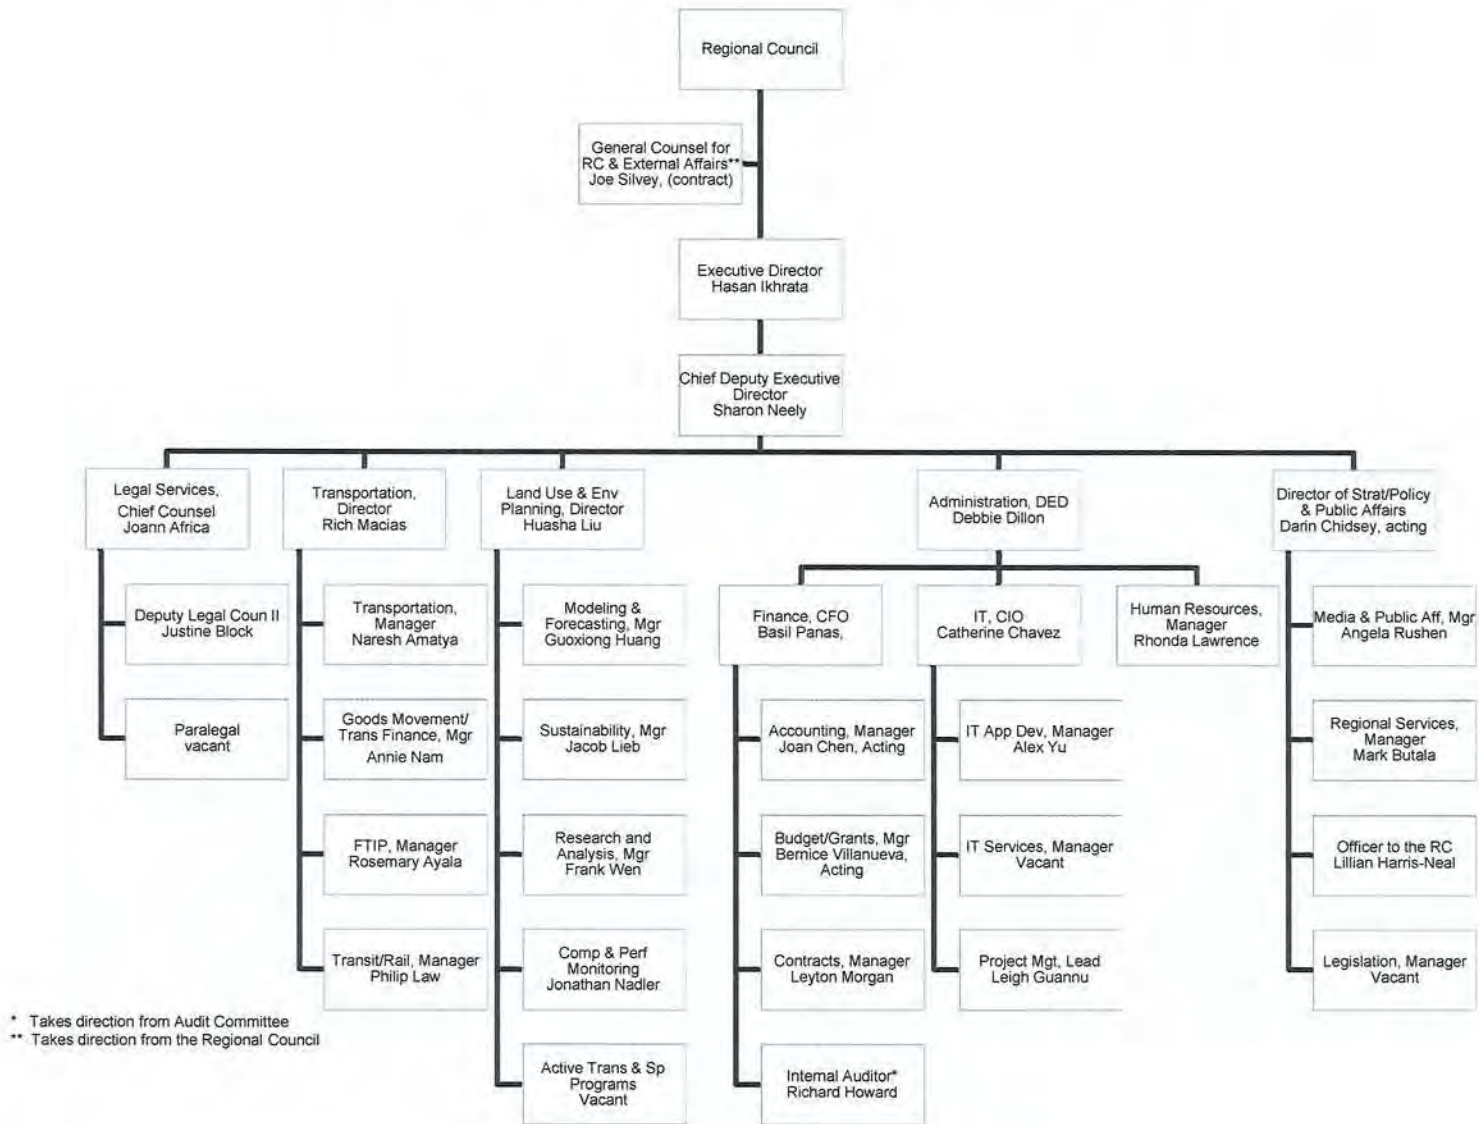 Regional Council
General Counsel for
RC & External Affairs**
Joe Silvey, (contract)
Executive Director
Hasan Ikhrata
Chief Deputy Executive
Director
Sharon Neely
Legal Services,
Chief Counsel
Joann Africa
Transportation,
Director
Rich Macias
Land Use & Env
Planning, Director
Huasha Liu
Administration, DED
Debbie Dillon
Director of Strat/Policy
& Public Affairs
Darin Chidsey, acting
Deputy Legal Coun II
Justine Block
Paralegal
vacant
Transportation,
Manager
Naresh Amatya
Goods Movement/
Trans Finance, Mgr
Annie Nam
FTIP, Manager
Rosemary Ayala
Transit/Rail, Manager
Philip Law
Modeling &
Forecasting, Mgr
Guoxiong Huang
Sustainability, Mgr
Jacob Lieb
Research and
Analysis, Mgr
Frank Wen
Comp & Perf
Monitoring
Jonathan Nadler
Active Trans & Sp
Programs
Vacant
Finance, CFO
Basil Panas,
Accounting, Manager
Joan Chen, Acting
Budget/Grants, Mgr
Bernice Villanueva,
Acting
Contracts, Manager
Leyton Morgan
Internal Auditor*
Richard Howard
IT, CIO
Catherine Chavez
IT App Dev, Manager
Alex Yu
IT Services, Manager
Vacant
Project Mgt, Lead
Leigh Guannu
Human Resources,
Manager
Rhonda Lawrence
Media & Public Aff, Mgr
Angela Rushen
Regional Services,
Manager
Mark Butala
Officer to the RC
Lillian Harris-Neal
Legislation, Manager
Vacant
* Takes direction from Audit Committee
** Takes direction from the Regional Council